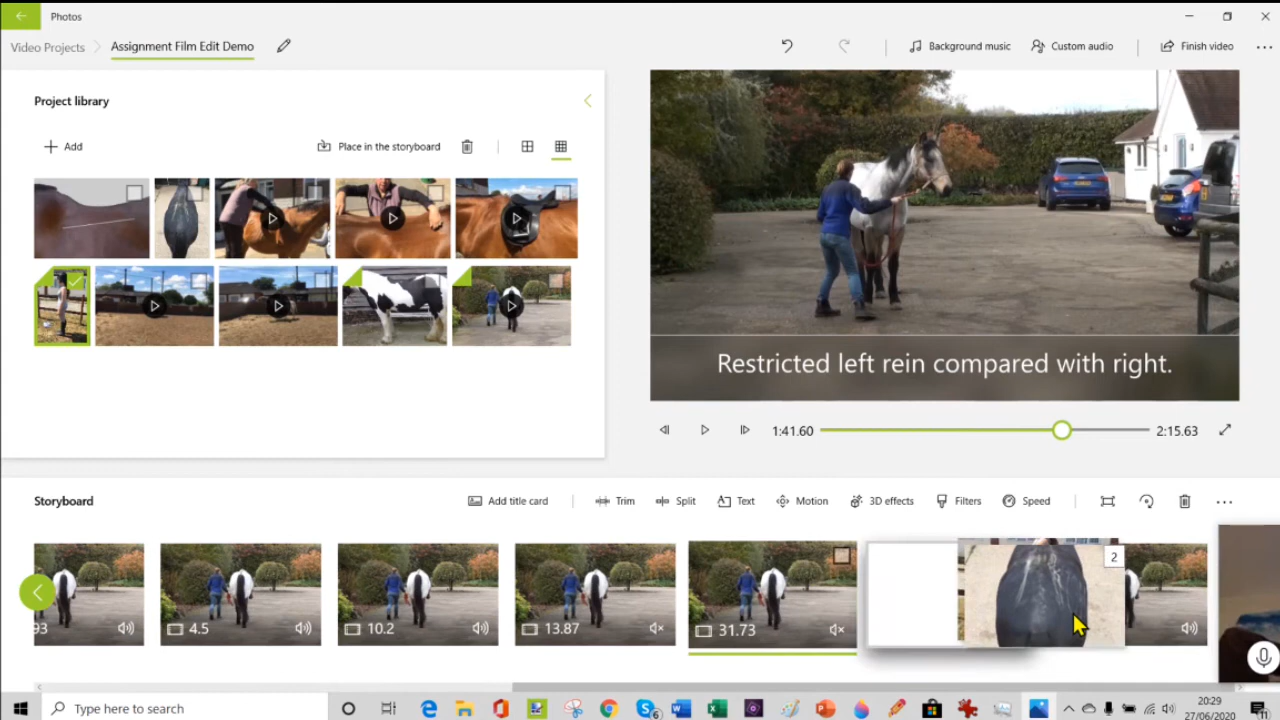 Photos
Video Projects
Assignment Film Edit Demo
Background music
Custom audio
Finish video
Project library
Add
Place in the storyboard
Restricted left rein compared with right.
1:41.60
2:15.63
Storyboard
Add title card
Trim
Split
Text
Motion
3D effects
Filters
Speed
93
4.5
10.2
13.87
31.73
2
Type here to search
6
20:29
27/06/2020
11